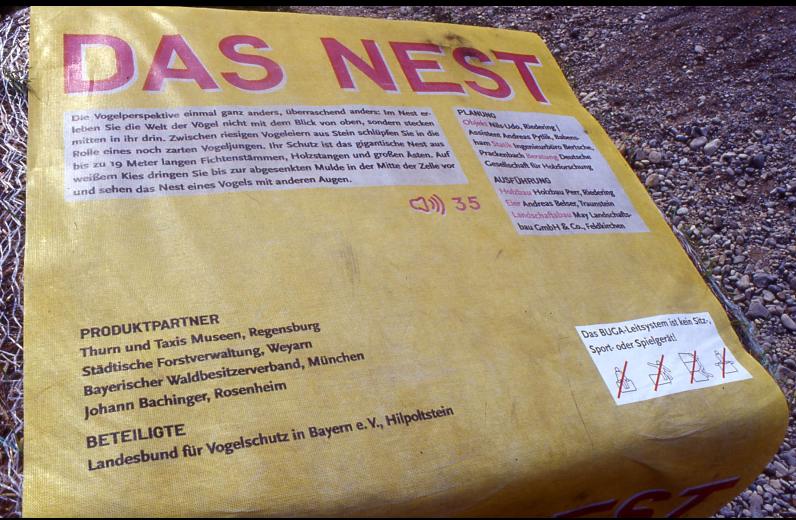 DAS NEST
Die Vogelperspektive einmal ganz anders, überraschend anders: Im Nest er-
leben Sie die Welt der Vögel nicht mit dem Blick von oben, sondern stecken
mitten in ihr drin. Zwischen riesigen Vogeleiern aus Stein schlüpfen Sie in die
Rolle eines noch zarten Vogeljungen. Ihr Schutz ist das gigantische Nest aus
bis zu 19 Meter langen Fichtenstämmen, Holzstangen und großen Ästen. Auf
weißem Kies dringen Sie bis zur abgesenkten Mulde in der Mitte der Zelle vor
und sehen das Nest eines Vogels mit anderen Augen.
35
PLANUNG
Objekt Nils Udo, Riedering |
Assistent Andreas Pytlik, Babens-
ham Statik Ingenieurbüro Bertsche,
Prackenbach Beratung Deutsche
Gesellschaft für Holzforschung
AUSFÜHRUNG
Holzbau Holzbau Perr, Riedering
Eier Andreas Belser, Traunstein
Landschaftsbau May Landschafts-
bau GmbH & Co., Feldkirchen
PRODUKTPARTNER
Thurn und Taxis Museen, Regensburg
Städtische Forstverwaltung, Weyarn
Bayerischer Waldbesitzerverband, München
Johann Bachinger, Rosenheim
BETEILIGTE
Landesbund für Vogelschutz in Bayern e.V., Hilpoltstein
Das BUGA-Leitsystem ist kein Sitz-,
Sport- oder Spielgerät!
NEST